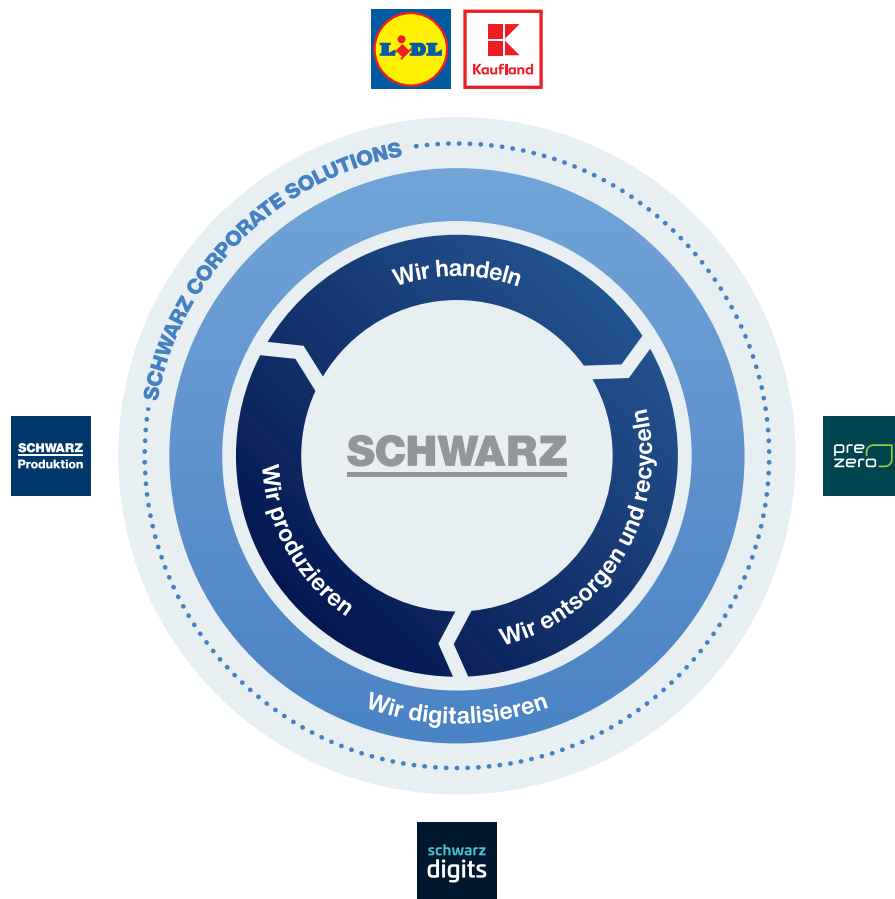 LIDL
Kaufland
SCHWARZ CORPORATE SOLUTIONS
Wir handeln
SCHWARZ
Produktion
SCHWARZ
pre
zero
Wir produzieren
Wir entsorgen und recyceln
Wir digitalisieren
schwarz
digits